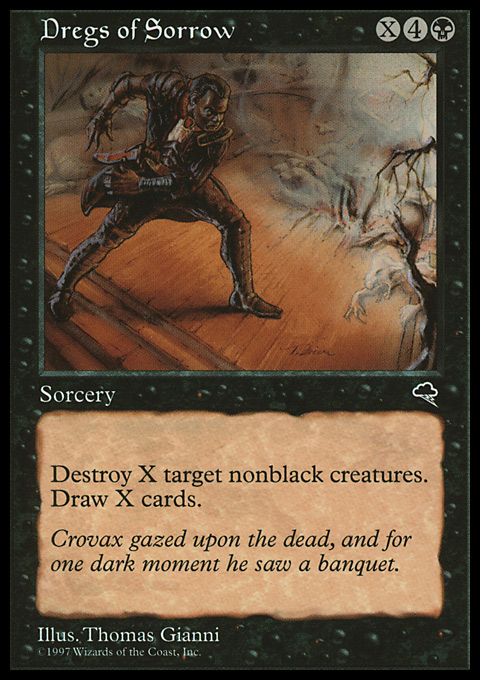 Dregs of Sorrow X 4
Sorcery
Destroy X target nonblack creatures.
Draw X cards.
Crovax gazed upon the dead, and for
one dark moment he saw a banquet.
Illus. Thomas Gianni
©1997 Wizards of the Coast, Inc.